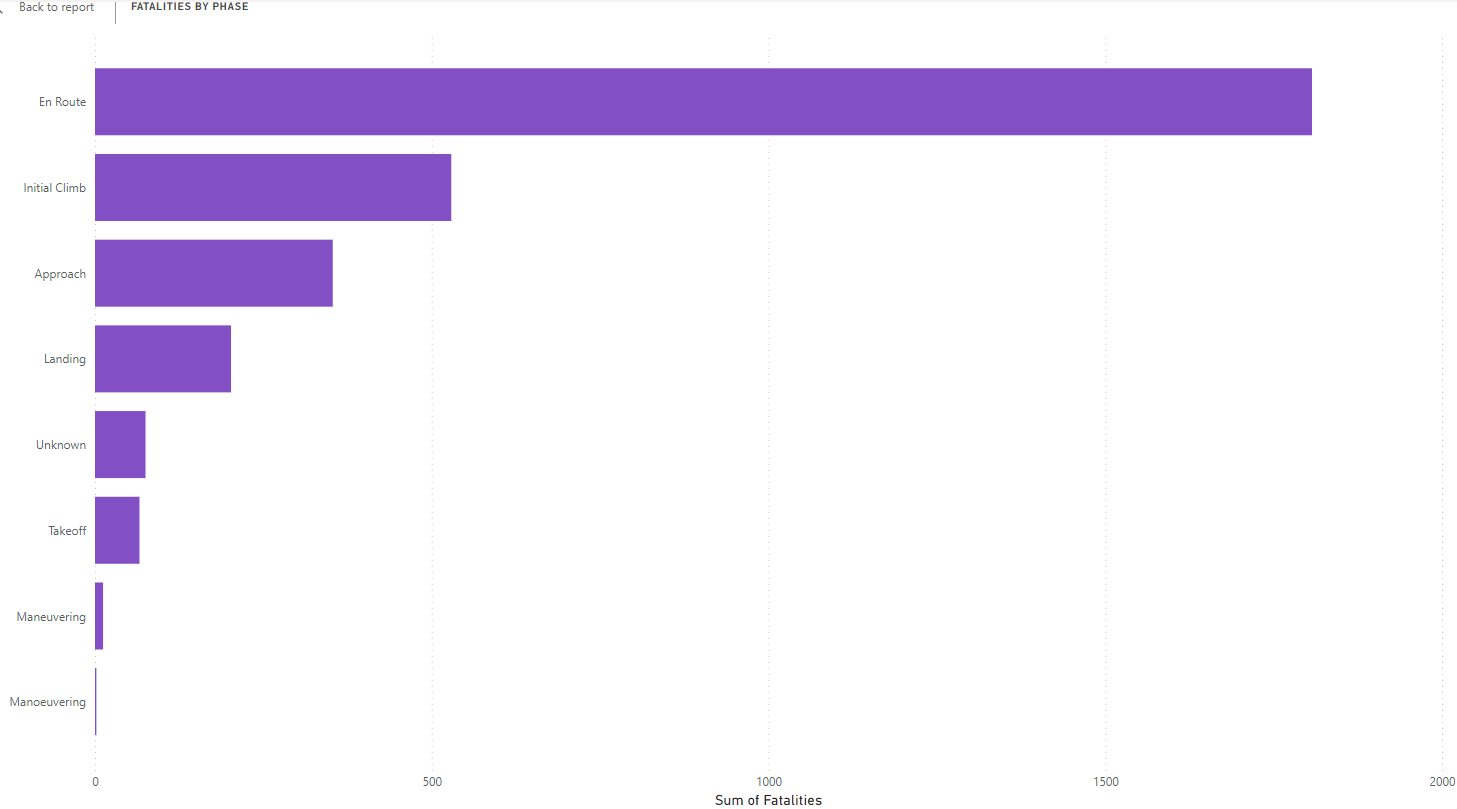 Back to report
FATALITIES BY PHASE
En Route
Initial Climb
Approach
Landing
Unknown
Takeoff
Maneuvering
Manoeuvering
0 500 1000 1500 2000
Sum of Fatalities